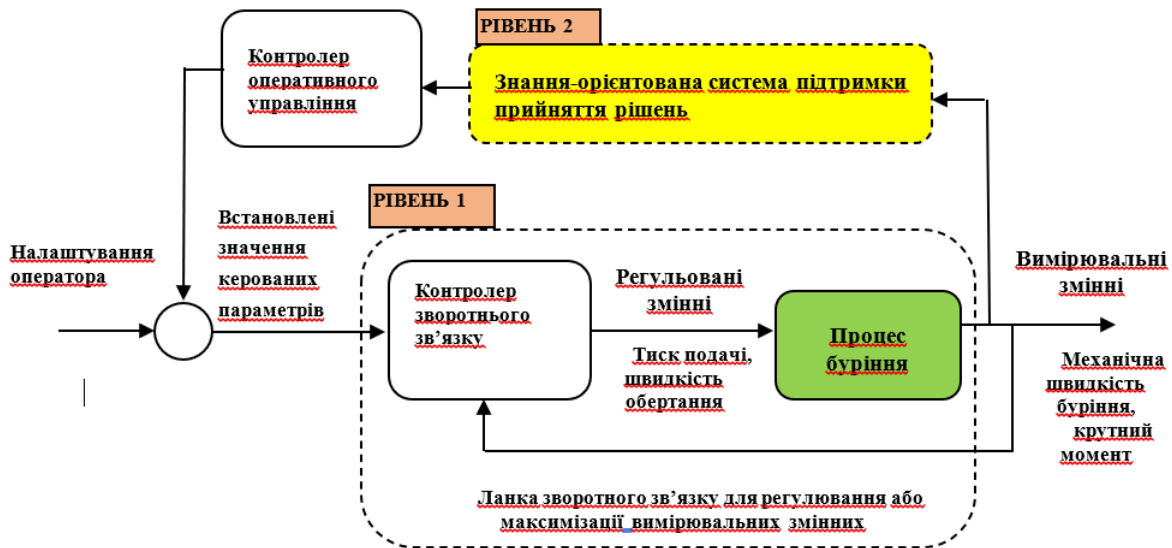 РІВЕНЬ 2
Контролер
оперативного
управління
Знання-орієнтована система підтримки
прийняття рішень
РІВЕНЬ 1
Налаштування
оператора
Встановлені
значення
керованих
параметрів
Контролер
зворотнього
зв’язку
Регульовані
змінні
Тиск подачі,
швидкість
обертання
Процес
буріння
Вимірювальні
змінні
Механічна
швидкість
буріння,
крутний
момент
Ланка зворотного зв’язку для регулювання або
максимізації вимірювальних змінних